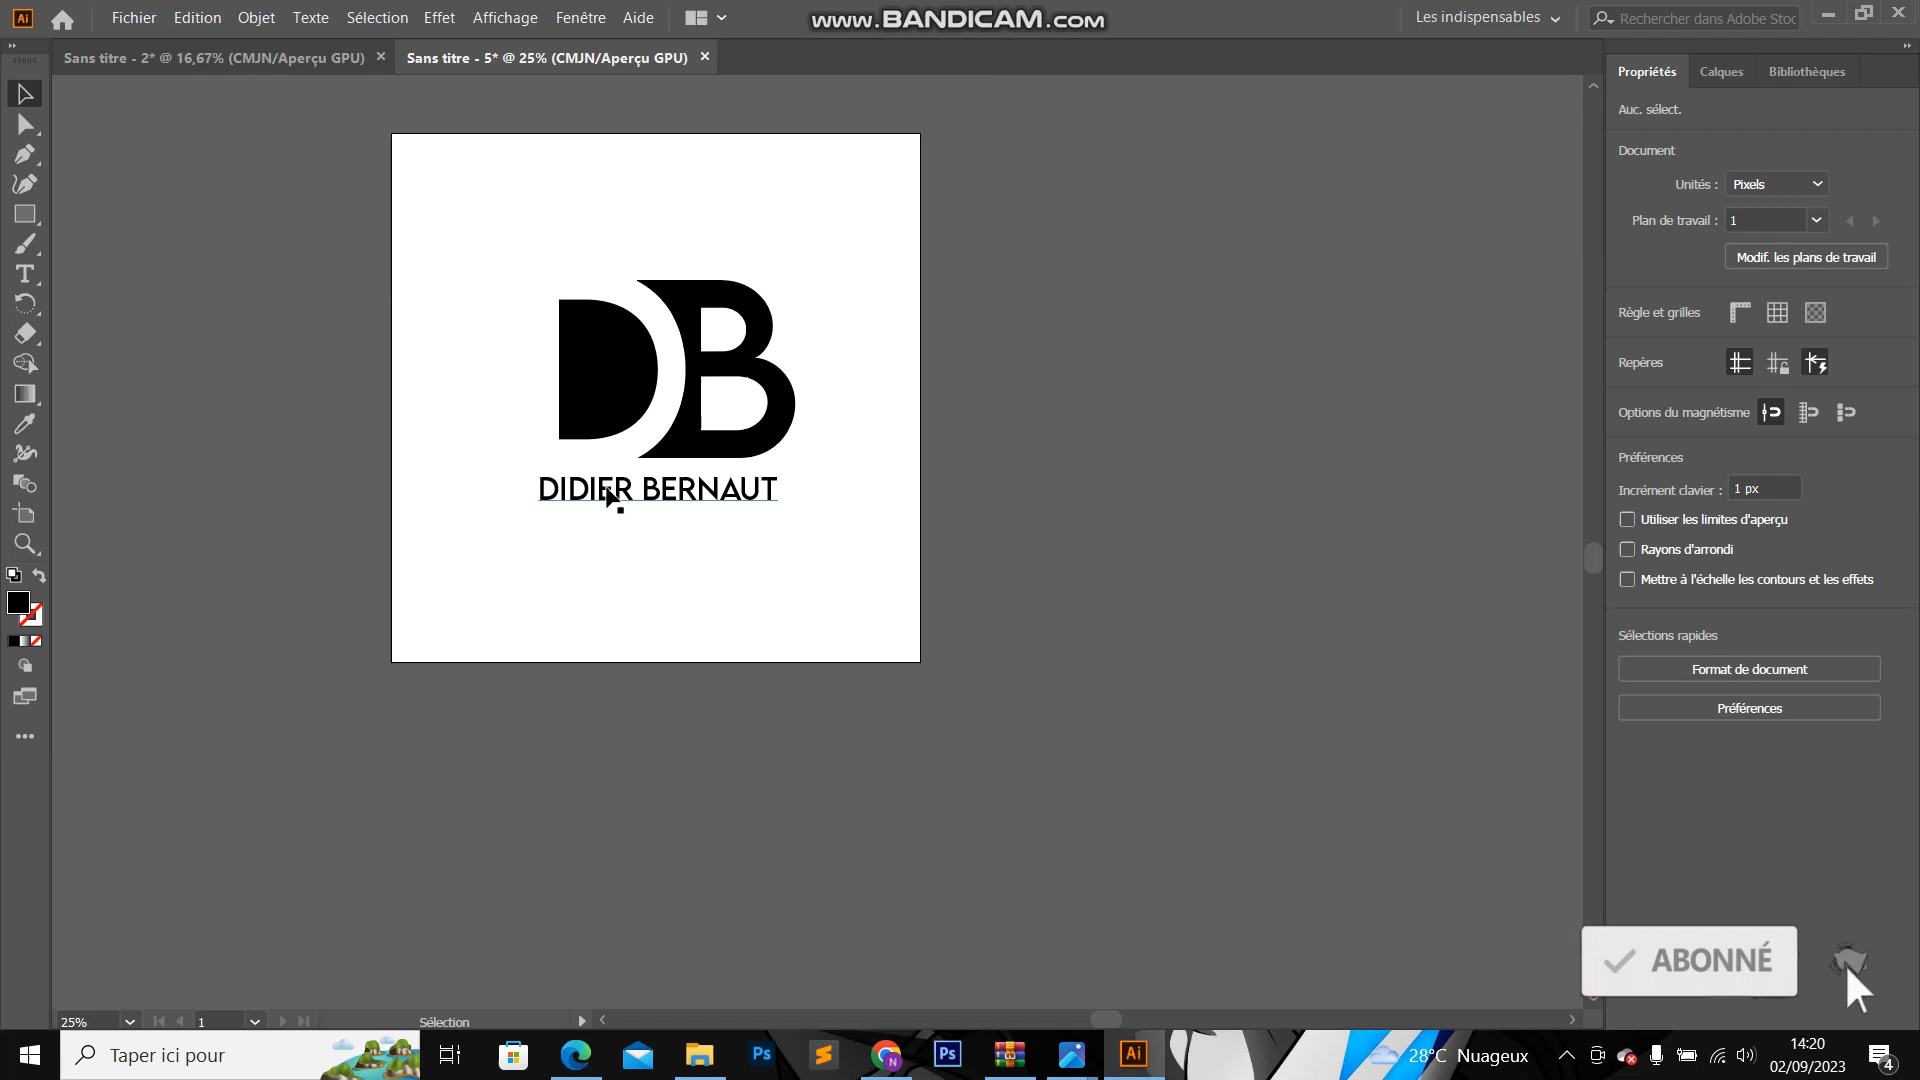 Ai Fichier Edition Objet Texte Sélection Effet Affichage Fenêtre Aide
www.BANDICAM.com
Les indispensables
Rechercher dans Adobe Stoc
Sans titre - 2* @ 16,67% (CMJN/Aperçu GPU)
Sans titre - 5* @ 25% (CMJN/Aperçu GPU)
Propriétés Calques Bibliothèques
Auc. sélect.
Document
Unités : Pixels
Plan de travail : 1
Modif. les plans de travail
Règle et grilles
Repères
Options du magnétisme
Préférences
Incrément clavier : 1 px
Utiliser les limites d'aperçu
Rayons d'arrondi
Mettre à l'échelle les contours et les effets
Sélections rapides
Format de document
Préférences
DB
DIDIER BERNAUT
ABONNÉ
25% 1 Sélection
Taper ici pour
Ps
N
Ps
Ai
28°C Nuageux
14:20
02/09/2023
4